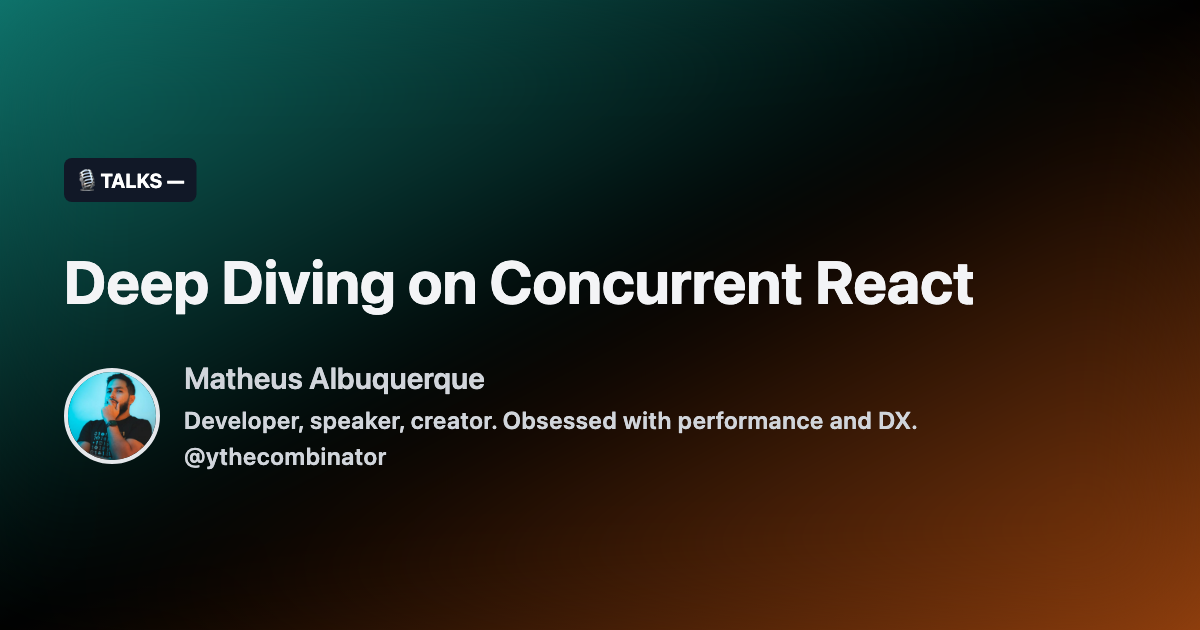 🎙 TALKS —
Deep Diving on Concurrent React
Matheus Albuquerque
Developer, speaker, creator. Obsessed with performance and DX.
@ythecombinator